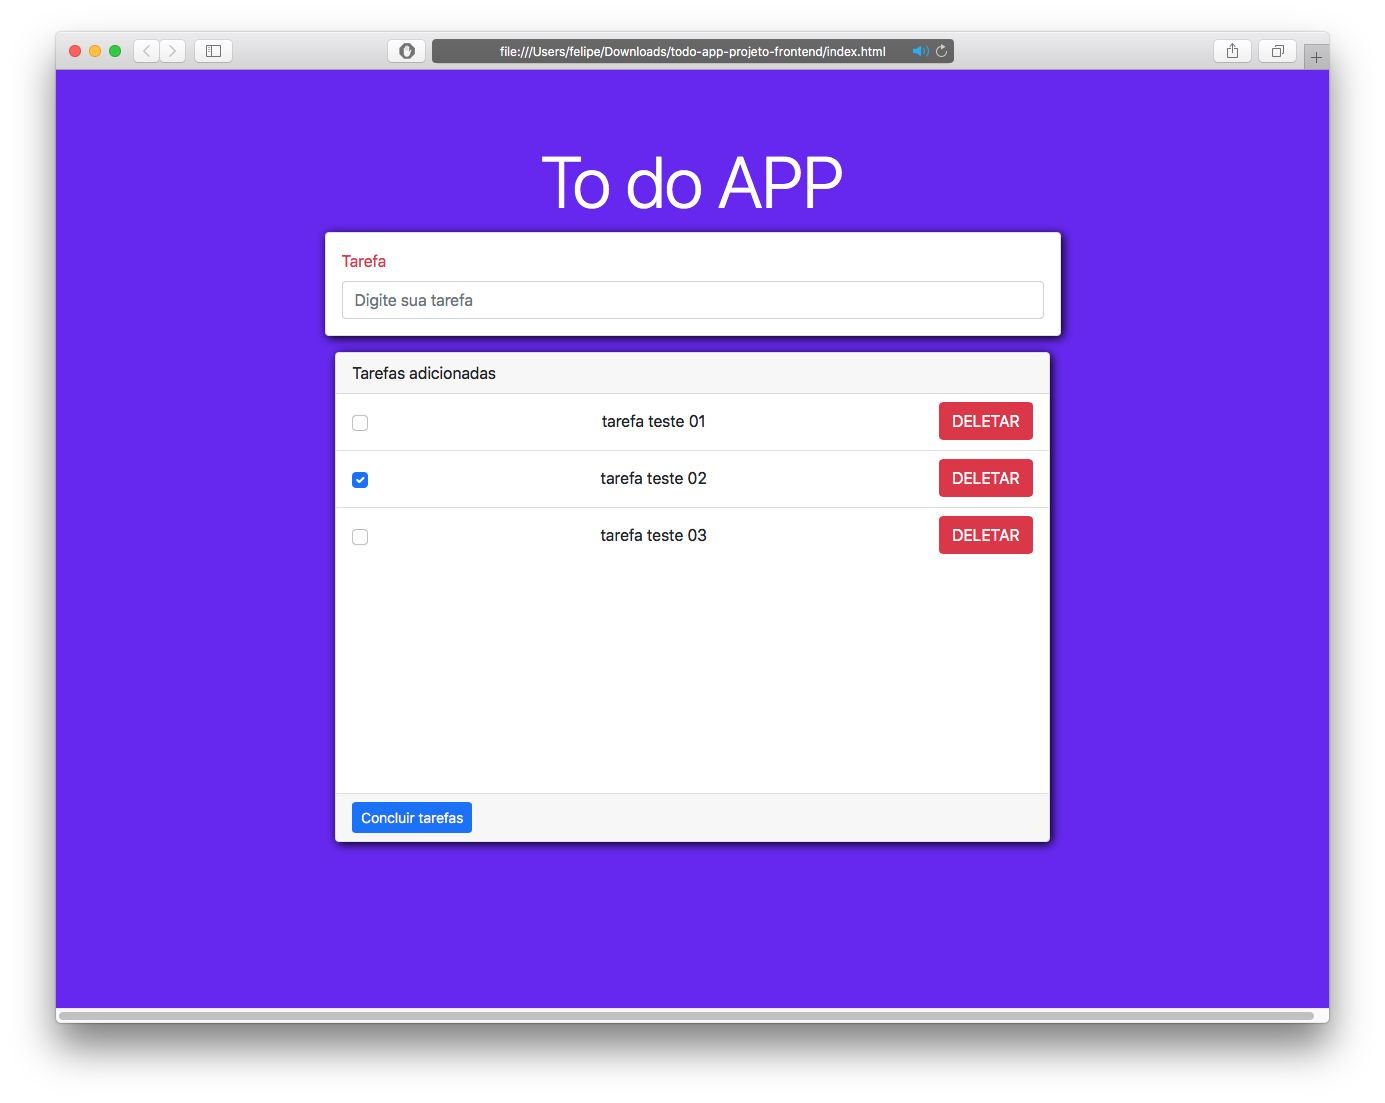 file:///Users/felipe/Downloads/todo-app-projeto-frontend/index.html
To do APP
Tarefa
Digite sua tarefa
Tarefas adicionadas
tarefa teste 01 DELETAR
tarefa teste 02 DELETAR
tarefa teste 03 DELETAR
Concluir tarefas